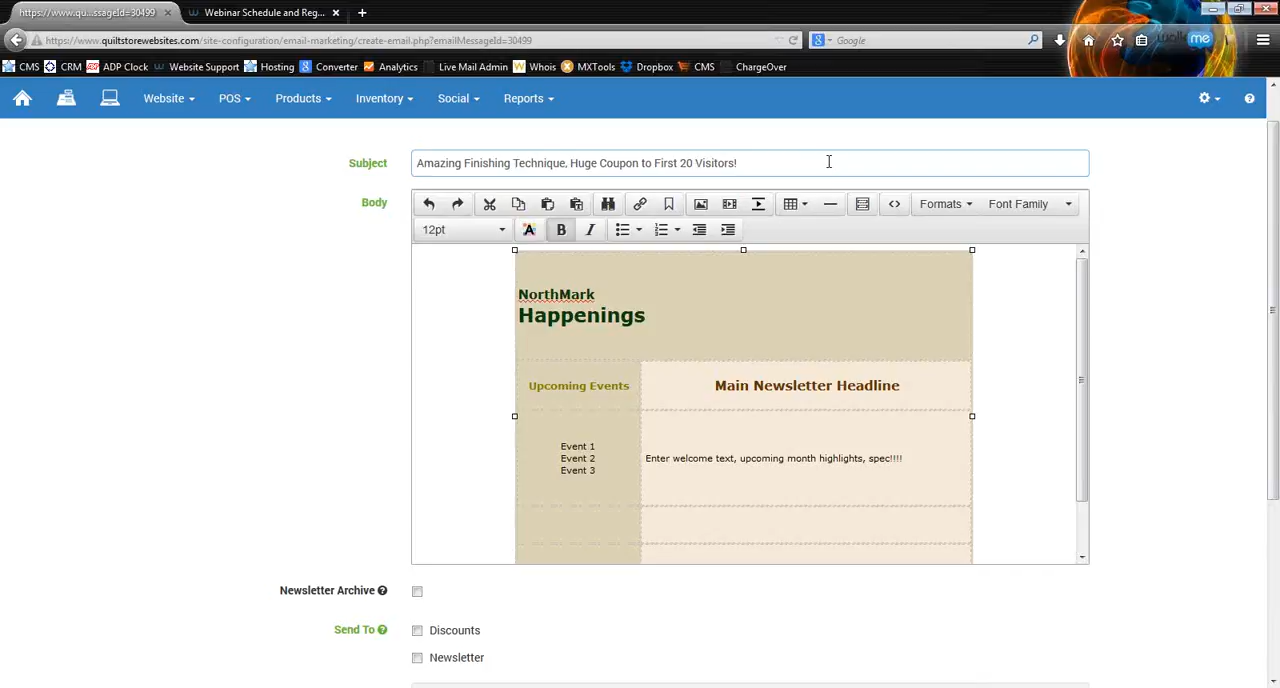 https://www.qu...ssageId=30499
Webinar Schedule and Reg...
https://www.quiltstorewebsites.com/site-configuration/email-marketing/create-email.php?emailMessageId=30499
Google
walkme
CMS CRM ADP Clock Website Support Hosting Converter Analytics Live Mail Admin Whois MXTools Dropbox CMS ChargeOver
Website POS Products Inventory Social Reports
Subject
Amazing Finishing Technique, Huge Coupon to First 20 Visitors!
Body
Formats Font Family
12pt A B I
NorthMark
Happenings
Upcoming Events
Main Newsletter Headline
Event 1
Event 2
Event 3
Enter welcome text, upcoming month highlights, spec!!!!
Newsletter Archive
Send To
Discounts
Newsletter